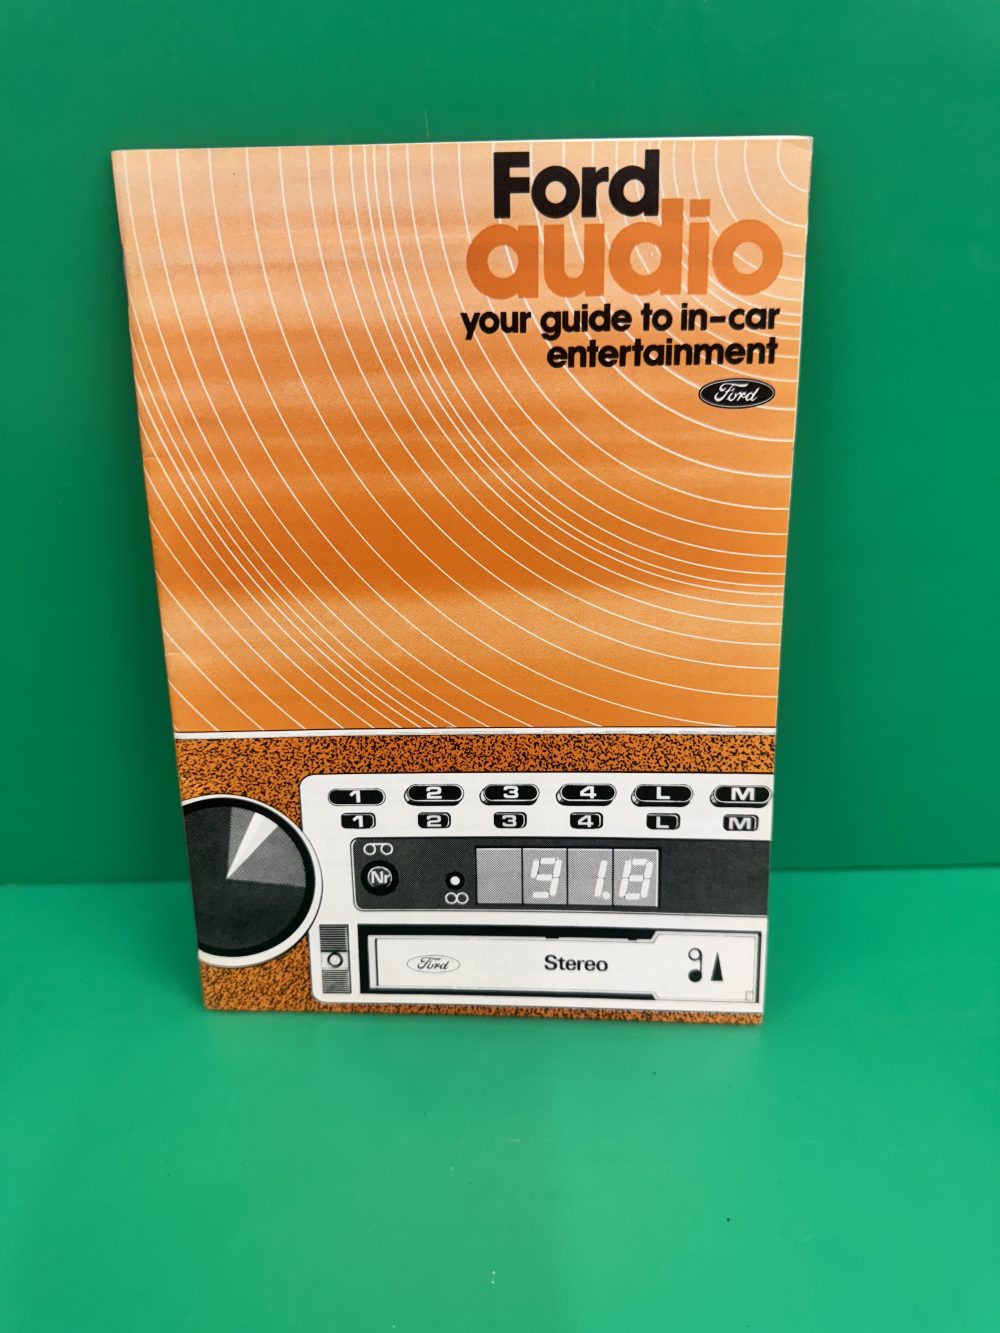 Ford
audio
your guide to in-car
entertainment
Ford
1 2 3 4 L M
1 2 3 4 L M
Nr
91.8
Ford Stereo